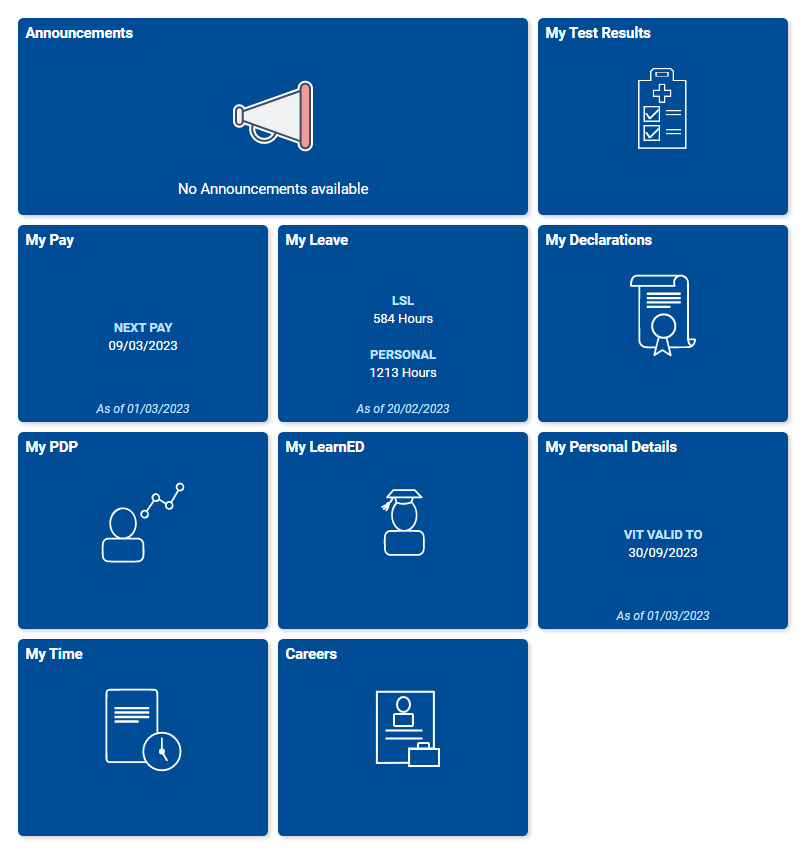 Announcements
No Announcements available
My Test Results
My Pay
NEXT PAY
09/03/2023
As of 01/03/2023
My Leave
LSL
584 Hours
PERSONAL
1213 Hours
As of 20/02/2023
My Declarations
My PDP
My LearnED
My Personal Details
VIT VALID TO
30/09/2023
As of 01/03/2023
My Time
Careers